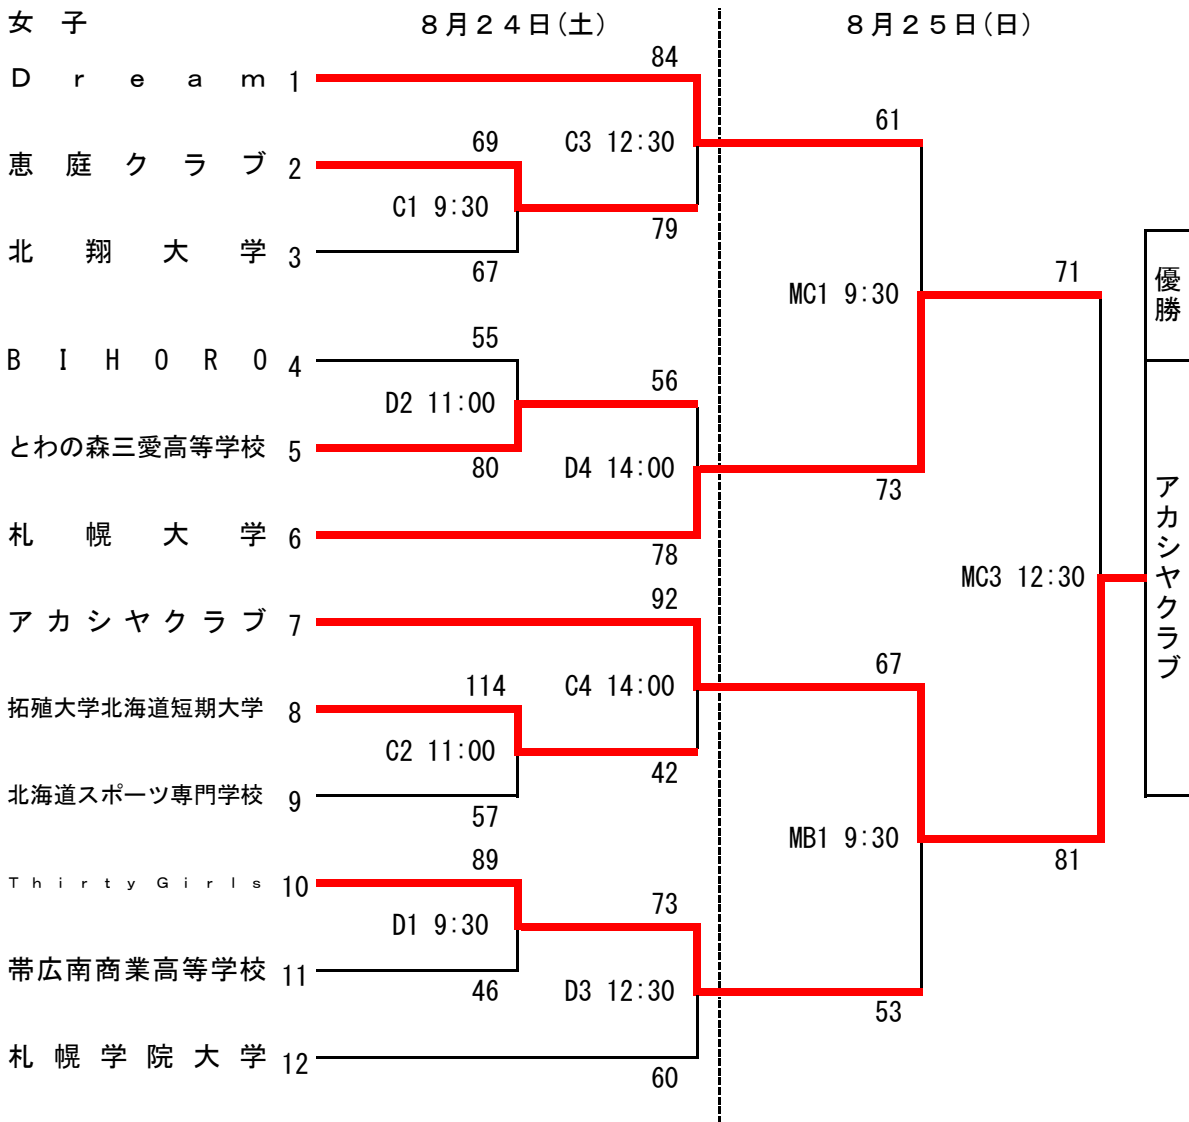 女子
８月２４日(土)
８月２５日(日)
84
Ｄｒｅａｍ 1
61
69
C3 12:30
恵庭クラブ 2
C1 9:30
79
北翔大学 3
67
71
優勝
MC1 9:30
55
ＢＩＨＯＲＯ 4
56
D2 11:00
とわの森三愛高等学校 5
80
D4 14:00
73
アカシヤクラブ
札幌大学 6
78
MC3 12:30
92
アカシヤクラブ 7
67
114
C4 14:00
拓殖大学北海道短期大学 8
C2 11:00
42
北海道スポーツ専門学校 9
57
MB1 9:30
89
81
ＴｈｉｒｔｙＧｉｒｌｓ 10
73
D1 9:30
帯広南商業高等学校 11
46
D3 12:30
53
札幌学院大学 12
60